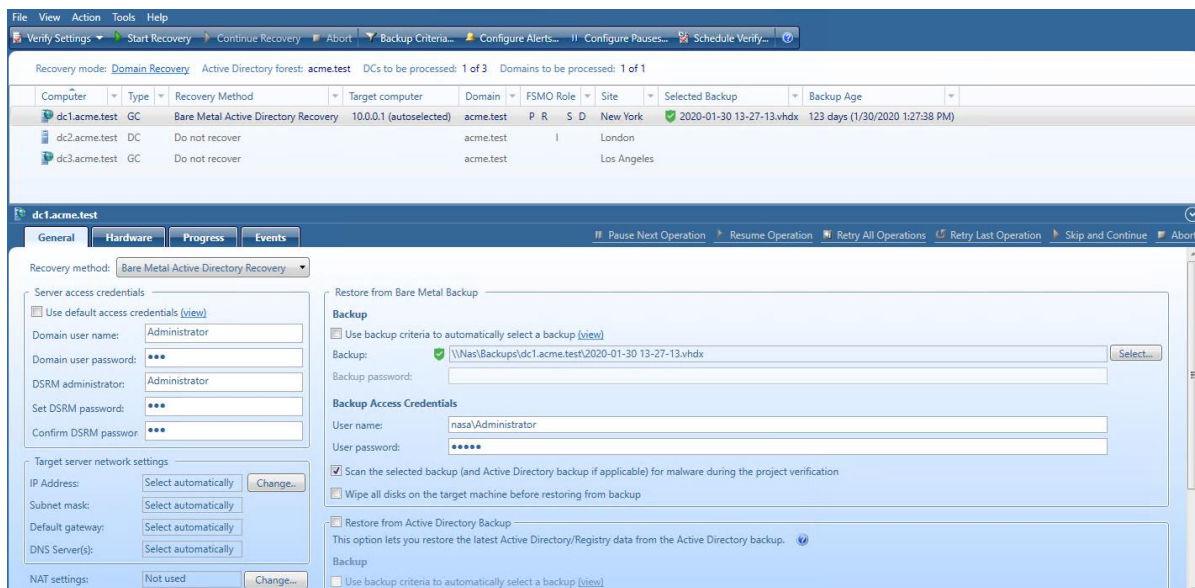 File View Action Tools Help
Verify Settings Start Recovery Continue Recovery Abort Backup Criteria... Configure Alerts... Configure Pauses... Schedule Verify...
Recovery mode: Domain Recovery Active Directory forest: acme.test DCs to be processed: 1 of 3 Domains to be processed: 1 of 1
Computer Type Recovery Method Target computer Domain FSMO Role Site Selected Backup Backup Age
dc1.acme.test GC Bare Metal Active Directory Recovery 10.0.0.1 (autoselected) acme.test P R S D New York 2020-01-30 13-27-13.vhdx 123 days (1/30/2020 1:27:38 PM)
dc2.acme.test DC Do not recover acme.test I London
dc3.acme.test GC Do not recover acme.test Los Angeles
dc1.acme.test
General Hardware Progress Events Pause Next Operation Resume Operation Retry All Operations Retry Last Operation Skip and Continue Abort
Recovery method: Bare Metal Active Directory Recovery
Server access credentials
Use default access credentials (view)
Domain user name: Administrator
Domain user password: •••
DSRM administrator: Administrator
Set DSRM password: •••
Confirm DSRM passwor •••
Target server network settings
IP Address: Select automatically Change..
Subnet mask: Select automatically
Default gateway: Select automatically
DNS Server(s): Select automatically
NAT settings: Not used Change...
Restore from Bare Metal Backup
Backup
Use backup criteria to automatically select a backup (view)
Backup: \\Nas\Backups\dc1.acme.test\2020-01-30 13-27-13.vhdx Select...
Backup password:
Backup Access Credentials
User name: nasa\Administrator
User password: •••••
Scan the selected backup (and Active Directory backup if applicable) for malware during the project verification
Wipe all disks on the target machine before restoring from backup
Restore from Active Directory Backup
This option lets you restore the latest Active Directory/Registry data from the Active Directory backup.
Backup
Use backup criteria to automatically select a backup (view)